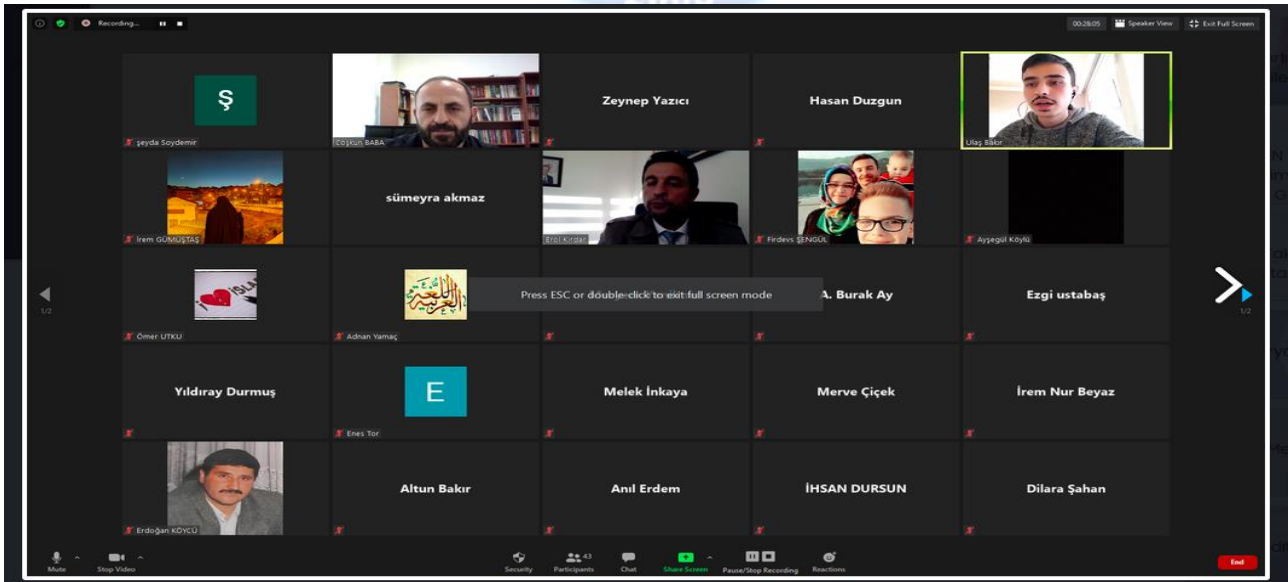 Recording...
00:28:05
Speaker View
Exit Full Screen
Ş
şeyda Soydemir
Coşkun BABA
Zeynep Yazıcı
Hasan Duzgun
Ulaş Bakır
İrem GÜMÜŞTAŞ
sümeyra akmaz
Erol Kırdar
Firdevs ŞENGÜL
Ayşegül Köylü
1/2
i ISLAM
Ömer UTKU
اللغة العربية
Adnan Yamaç
Press ESC or double-click to exit full screen mode
A. Burak Ay
Ezgi ustabaş
1/2
Yıldıray Durmuş
E
Enes Tor
Melek İnkaya
Merve Çiçek
İrem Nur Beyaz
Erdoğan KÖYCÜ
Altun Bakır
Anıl Erdem
İHSAN DURSUN
Dilara Şahan
Mute
Stop Video
Security
Participants
43
Chat
Share Screen
Pause/Stop Recording
Reactions
End